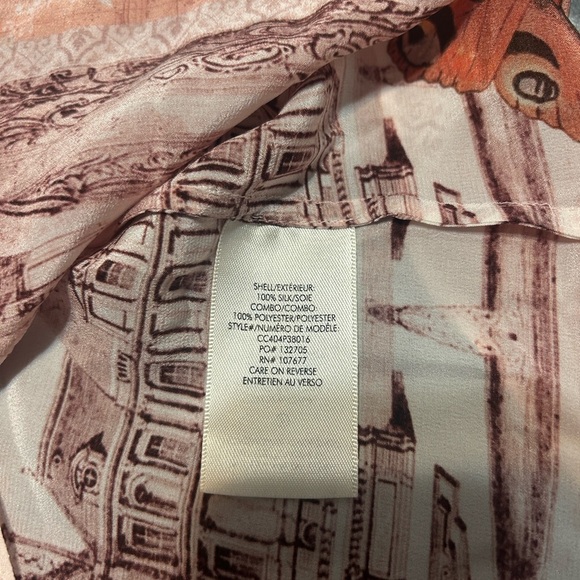 SHELL/EXTÉRIEUR:
100% SILK/SOIE
COMBO/COMBO
100% POLYESTER/POLYESTER
STYLE#/NUMÉRO DE MODÈLE:
CC404P38016
PO# 132705
RN# 107677
CARE ON REVERSE
ENTRETIEN AU VERSO